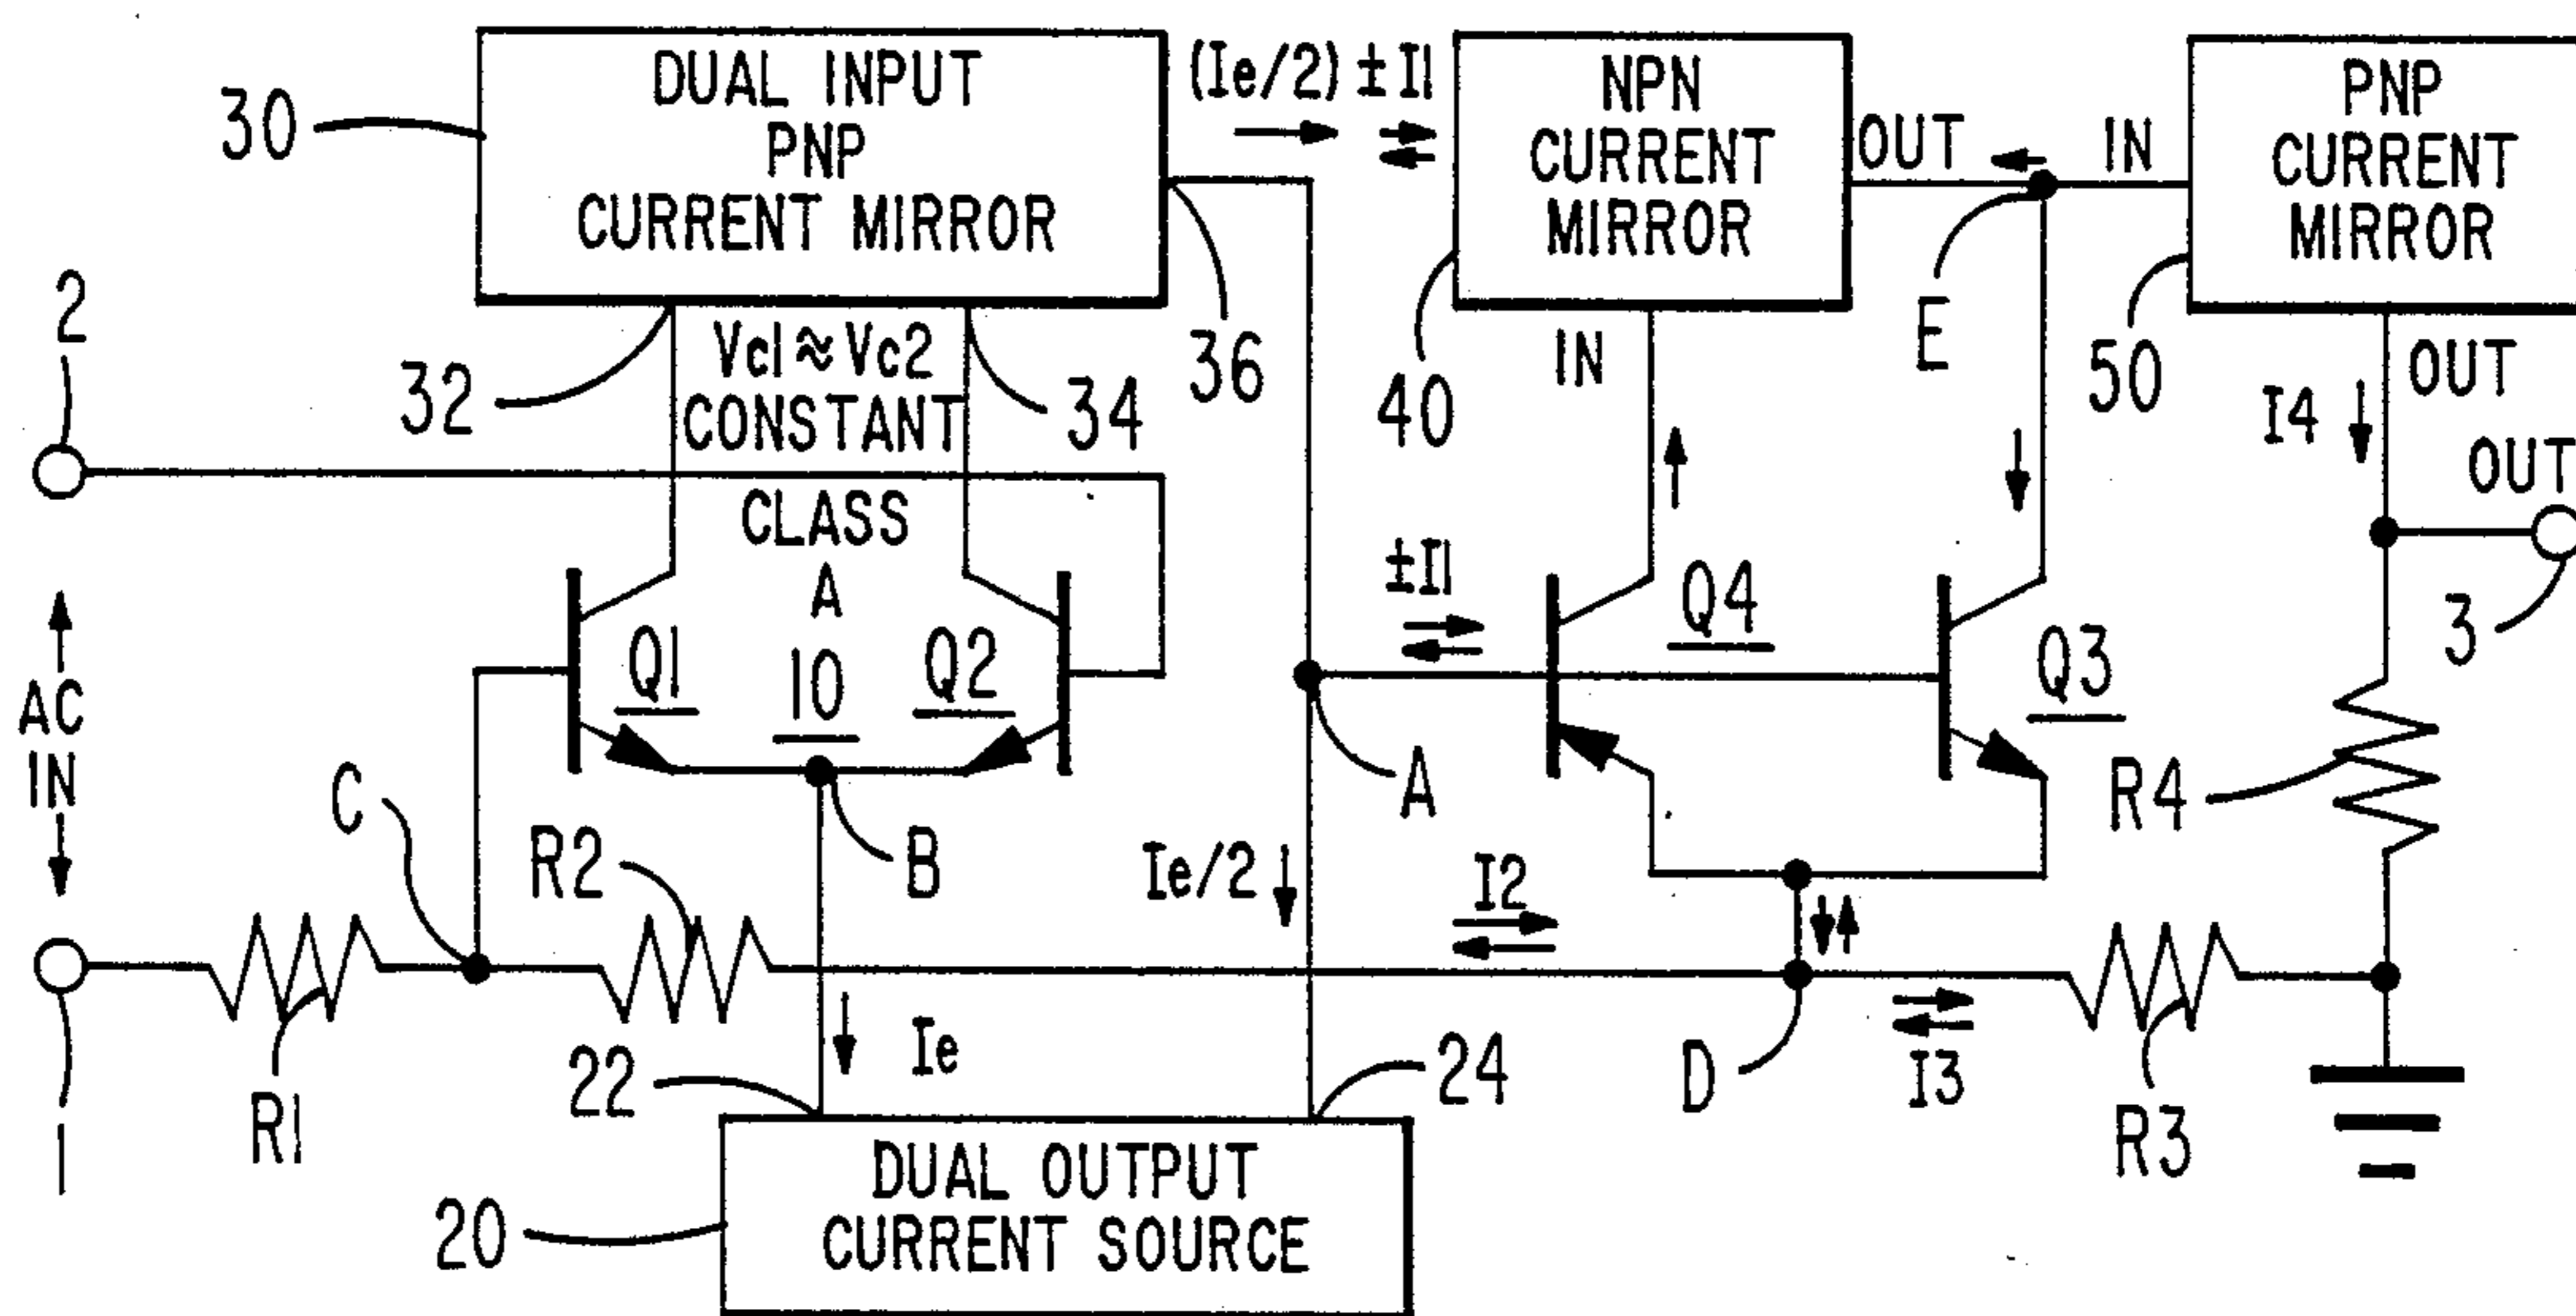 DUAL INPUT
PNP
CURRENT MIRROR
30
(Ie/2) ± I1
NPN
CURRENT
MIRROR
OUT
IN
PNP
CURRENT
MIRROR
2
32
Vc1 ≈ Vc2
CONSTANT
34
36
40
IN
E
50
OUT
I4
OUT
3
CLASS
A
10
Q1
Q2
±I1
Q4
Q3
AC
IN
C
R2
B
A
Ie/2
I2
R4
1
R1
22
Ie
24
D
I3
R3
20
DUAL OUTPUT
CURRENT SOURCE